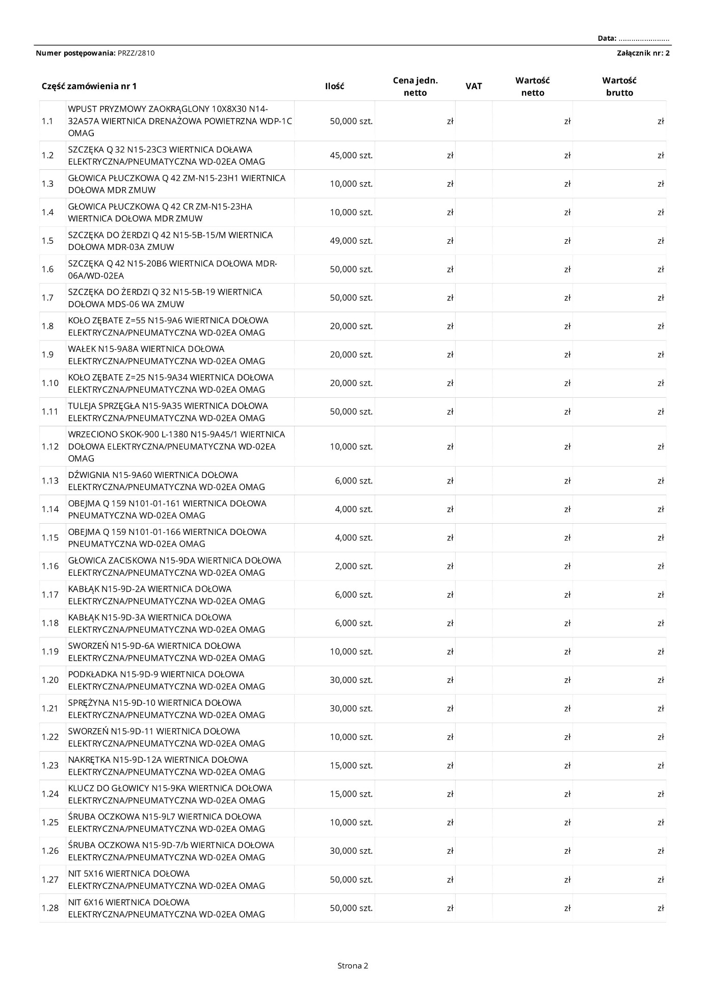 Data: ........................
Numer postępowania: PRZZ/2810 Załącznik nr: 2
Część zamówienia nr 1 Ilość Cena jedn. netto VAT Wartość netto Wartość brutto
WPUST PRYZMOWY ZAOKRĄGLONY 10X8X30 N14-
1.1 32A57A WIERTNICA DRENAŻOWA POWIETRZNA WDP-1C 50,000 szt. zł zł zł
OMAG
1.2 SZCZĘKA Q 32 N15-23C3 WIERTNICA DOŁAWA 45,000 szt. zł zł zł
ELEKTRYCZNA/PNEUMATYCZNA WD-02EA OMAG
1.3 GŁOWICA PŁUCZKOWA Q 42 ZM-N15-23H1 WIERTNICA 10,000 szt. zł zł zł
DOŁOWA MDR ZMUW
1.4 GŁOWICA PŁUCZKOWA Q 42 CR ZM-N15-23HA 10,000 szt. zł zł zł
WIERTNICA DOŁOWA MDR ZMUW
1.5 SZCZĘKA DO ŻERDZI Q 42 N15-5B-15/M WIERTNICA 49,000 szt. zł zł zł
DOŁOWA MDR-03A ZMUW
1.6 SZCZĘKA Q 42 N15-20B6 WIERTNICA DOŁOWA MDR- 50,000 szt. zł zł zł
06A/WD-02EA
1.7 SZCZĘKA DO ŻERDZI Q 32 N15-5B-19 WIERTNICA 50,000 szt. zł zł zł
DOŁOWA MDS-06 WA ZMUW
1.8 KOŁO ZĘBATE Z=55 N15-9A6 WIERTNICA DOŁOWA 20,000 szt. zł zł zł
ELEKTRYCZNA/PNEUMATYCZNA WD-02EA OMAG
1.9 WAŁEK N15-9A8A WIERTNICA DOŁOWA 20,000 szt. zł zł zł
ELEKTRYCZNA/PNEUMATYCZNA WD-02EA OMAG
1.10 KOŁO ZĘBATE Z=25 N15-9A34 WIERTNICA DOŁOWA 20,000 szt. zł zł zł
ELEKTRYCZNA/PNEUMATYCZNA WD-02EA OMAG
1.11 TULEJA SPRZĘGŁA N15-9A35 WIERTNICA DOŁOWA 50,000 szt. zł zł zł
ELEKTRYCZNA/PNEUMATYCZNA WD-02EA OMAG
WRZECIONO SKOK-900 L-1380 N15-9A45/1 WIERTNICA
1.12 DOŁOWA ELEKTRYCZNA/PNEUMATYCZNA WD-02EA 10,000 szt. zł zł zł
OMAG
1.13 DŹWIGNIA N15-9A60 WIERTNICA DOŁOWA 6,000 szt. zł zł zł
ELEKTRYCZNA/PNEUMATYCZNA WD-02EA OMAG
1.14 OBEJMA Q 159 N101-01-161 WIERTNICA DOŁOWA 4,000 szt. zł zł zł
PNEUMATYCZNA WD-02EA OMAG
1.15 OBEJMA Q 159 N101-01-166 WIERTNICA DOŁOWA 4,000 szt. zł zł zł
PNEUMATYCZNA WD-02EA OMAG
1.16 GŁOWICA ZACISKOWA N15-9DA WIERTNICA DOŁOWA 2,000 szt. zł zł zł
ELEKTRYCZNA/PNEUMATYCZNA WD-02EA OMAG
1.17 KABŁĄK N15-9D-2A WIERTNICA DOŁOWA 6,000 szt. zł zł zł
ELEKTRYCZNA/PNEUMATYCZNA WD-02EA OMAG
1.18 KABŁĄK N15-9D-3A WIERTNICA DOŁOWA 6,000 szt. zł zł zł
ELEKTRYCZNA/PNEUMATYCZNA WD-02EA OMAG
1.19 SWORZEŃ N15-9D-6A WIERTNICA DOŁOWA 10,000 szt. zł zł zł
ELEKTRYCZNA/PNEUMATYCZNA WD-02EA OMAG
1.20 PODKŁADKA N15-9D-9 WIERTNICA DOŁOWA 30,000 szt. zł zł zł
ELEKTRYCZNA/PNEUMATYCZNA WD-02EA OMAG
1.21 SPRĘŻYNA N15-9D-10 WIERTNICA DOŁOWA 30,000 szt. zł zł zł
ELEKTRYCZNA/PNEUMATYCZNA WD-02EA OMAG
1.22 SWORZEŃ N15-9D-11 WIERTNICA DOŁOWA 10,000 szt. zł zł zł
ELEKTRYCZNA/PNEUMATYCZNA WD-02EA OMAG
1.23 NAKRĘTKA N15-9D-12A WIERTNICA DOŁOWA 15,000 szt. zł zł zł
ELEKTRYCZNA/PNEUMATYCZNA WD-02EA OMAG
1.24 KLUCZ DO GŁOWICY N15-9KA WIERTNICA DOŁOWA 15,000 szt. zł zł zł
ELEKTRYCZNA/PNEUMATYCZNA WD-02EA OMAG
1.25 ŚRUBA OCZKOWA N15-9L7 WIERTNICA DOŁOWA 10,000 szt. zł zł zł
ELEKTRYCZNA/PNEUMATYCZNA WD-02EA OMAG
1.26 ŚRUBA OCZKOWA N15-9D-7/b WIERTNICA DOŁOWA 30,000 szt. zł zł zł
ELEKTRYCZNA/PNEUMATYCZNA WD-02EA OMAG
1.27 NIT 5X16 WIERTNICA DOŁOWA 50,000 szt. zł zł zł
ELEKTRYCZNA/PNEUMATYCZNA WD-02EA OMAG
1.28 NIT 6X16 WIERTNICA DOŁOWA 50,000 szt. zł zł zł
ELEKTRYCZNA/PNEUMATYCZNA WD-02EA OMAG
Strona 2